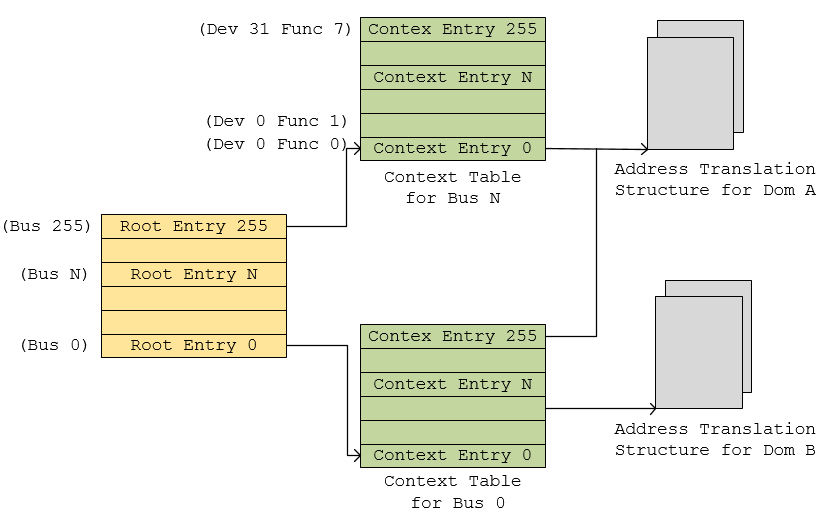 (Dev 31 Func 7)
Contex Entry 255
Context Entry N
(Dev 0 Func 1)
(Dev 0 Func 0)
Context Entry 0
Context Table
for Bus N
Address Translation
Structure for Dom A
(Bus 255)
Root Entry 255
(Bus N)
Root Entry N
(Bus 0)
Root Entry 0
Contex Entry 255
Context Entry N
Context Entry 0
Context Table
for Bus 0
Address Translation
Structure for Dom B